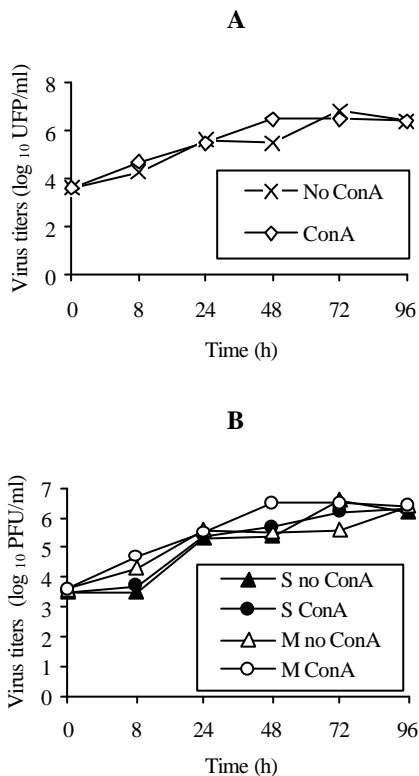 A
Virus titers (log 10 UFP/ml)
8
6
4
2
0
No ConA
ConA
0 8 24 48 72 96
Time (h)
B
Virus titers (log 10 PFU/ml)
7
6
5
4
3
2
1
0
S no ConA
S ConA
M no ConA
M ConA
0 8 24 48 72 96
Time (h)